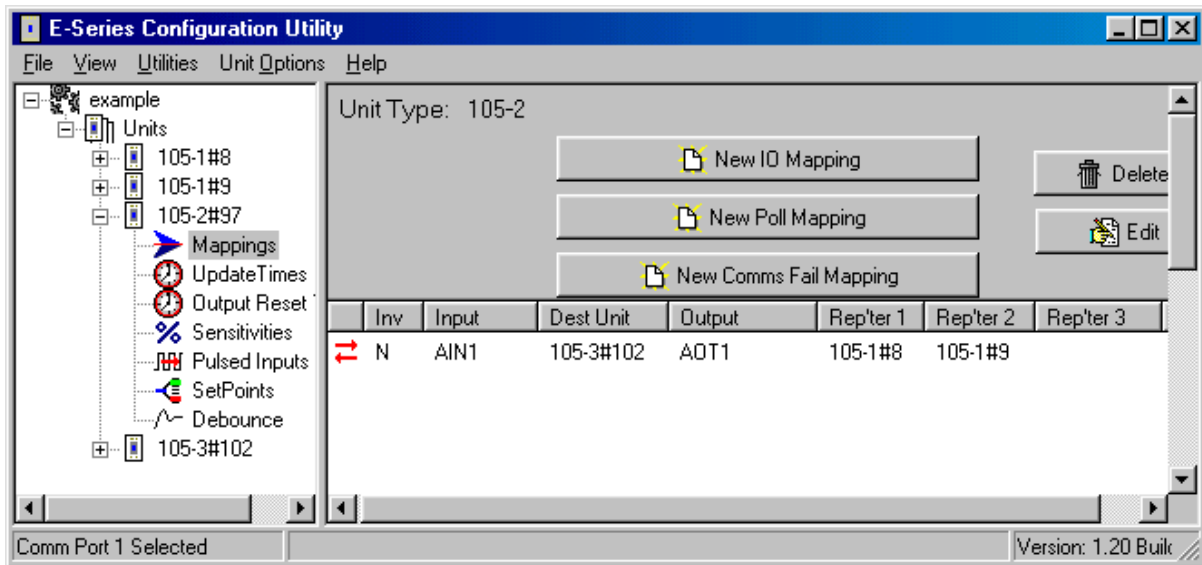 E-Series Configuration Utility
File View Utilities Unit Options Help
example
Units
105-1#8
105-1#9
105-2#97
Mappings
UpdateTimes
Output Reset
Sensitivities
Pulsed Inputs
SetPoints
Debounce
105-3#102
Unit Type: 105-2
New IO Mapping
New Poll Mapping
New Comms Fail Mapping
Delete
Edit
Inv Input Dest Unit Output Rep'ter 1 Rep'ter 2 Rep'ter 3
N AIN1 105-3#102 AOT1 105-1#8 105-1#9
Comm Port 1 Selected
Version: 1.20